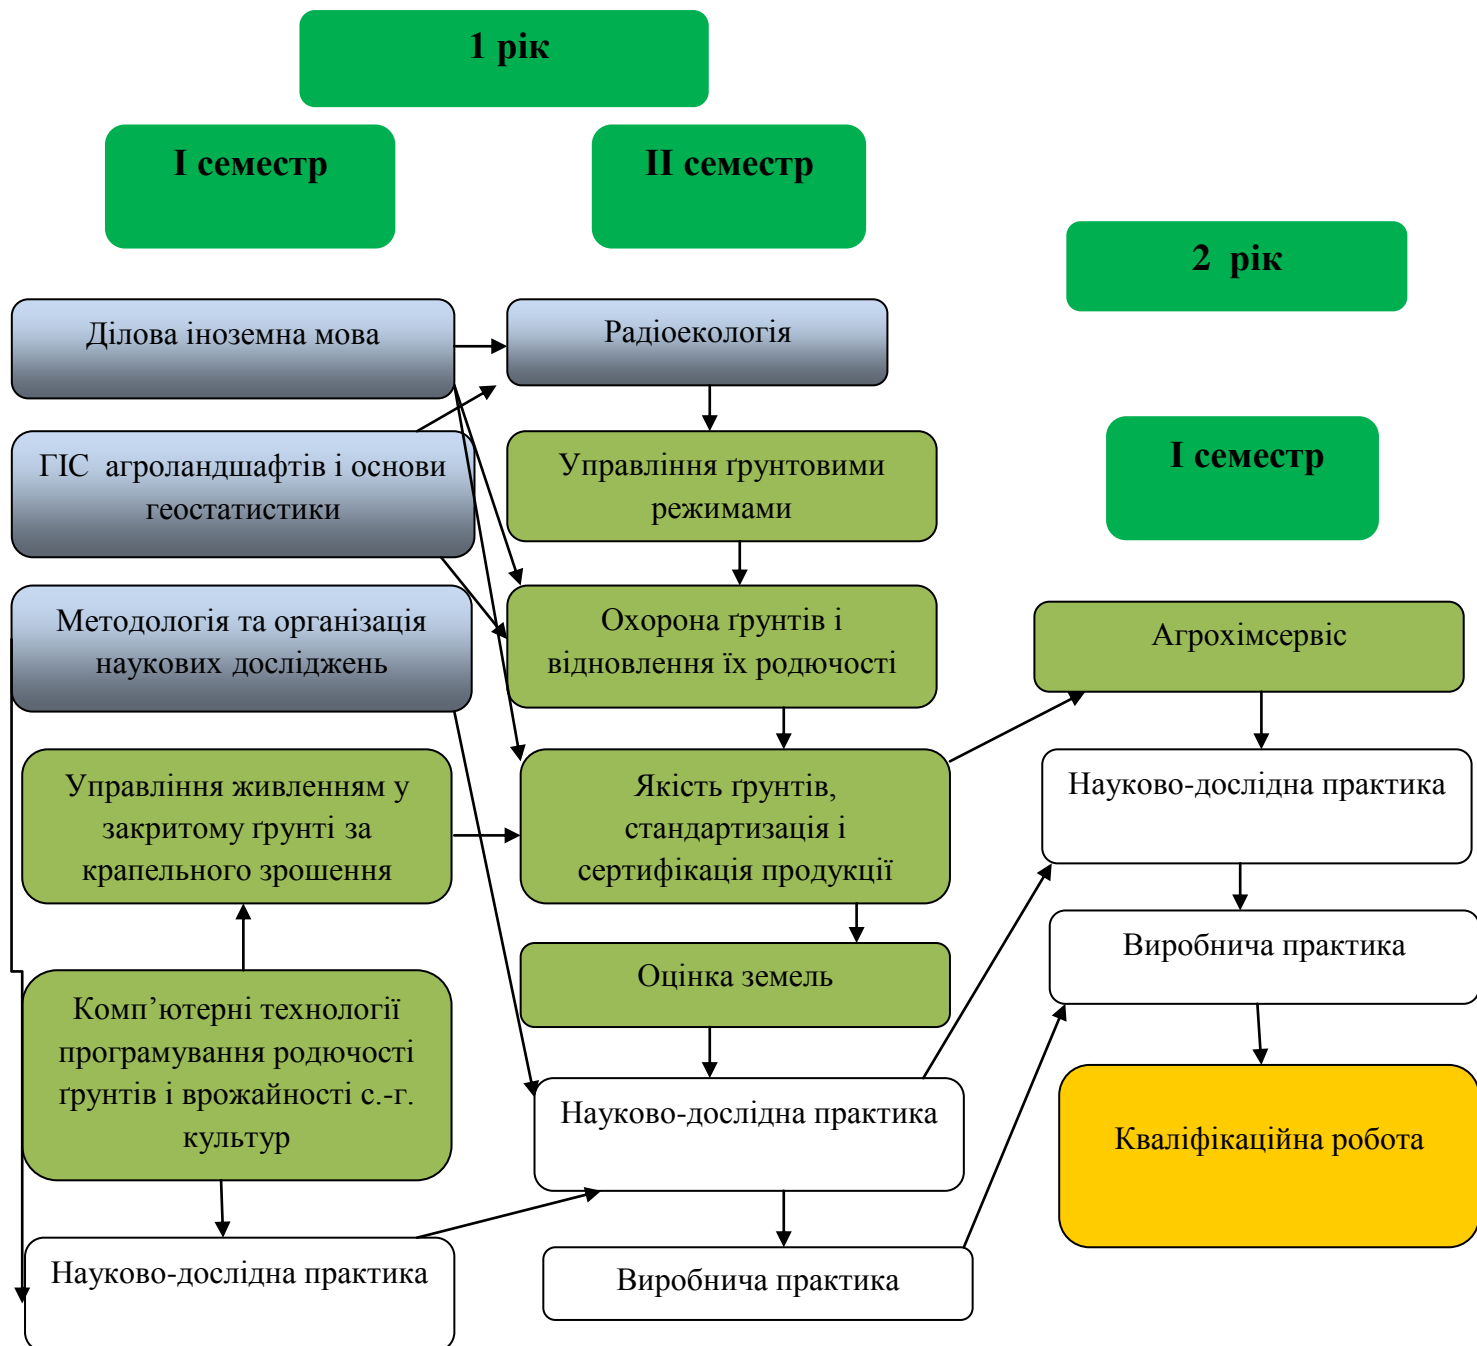 1 рік
І семестр
ІІ семестр
2 рік
І семестр
Ділова іноземна мова
ГІС агроландшафтів і основи
геостатистики
Методологія та організація
наукових досліджень
Управління живленням у
закритому ґрунті за
крапельного зрошення
Комп’ютерні технології
програмування родючості
ґрунтів і врожайності с.-г.
культур
Науково-дослідна практика
Радіоекологія
Управління ґрунтовими
режимами
Охорона ґрунтів і
відновлення їх родючості
Якість ґрунтів,
стандартизація і
сертифікація продукції
Оцінка земель
Науково-дослідна практика
Виробнича практика
Агрохімсервіс
Науково-дослідна практика
Виробнича практика
Кваліфікаційна робота